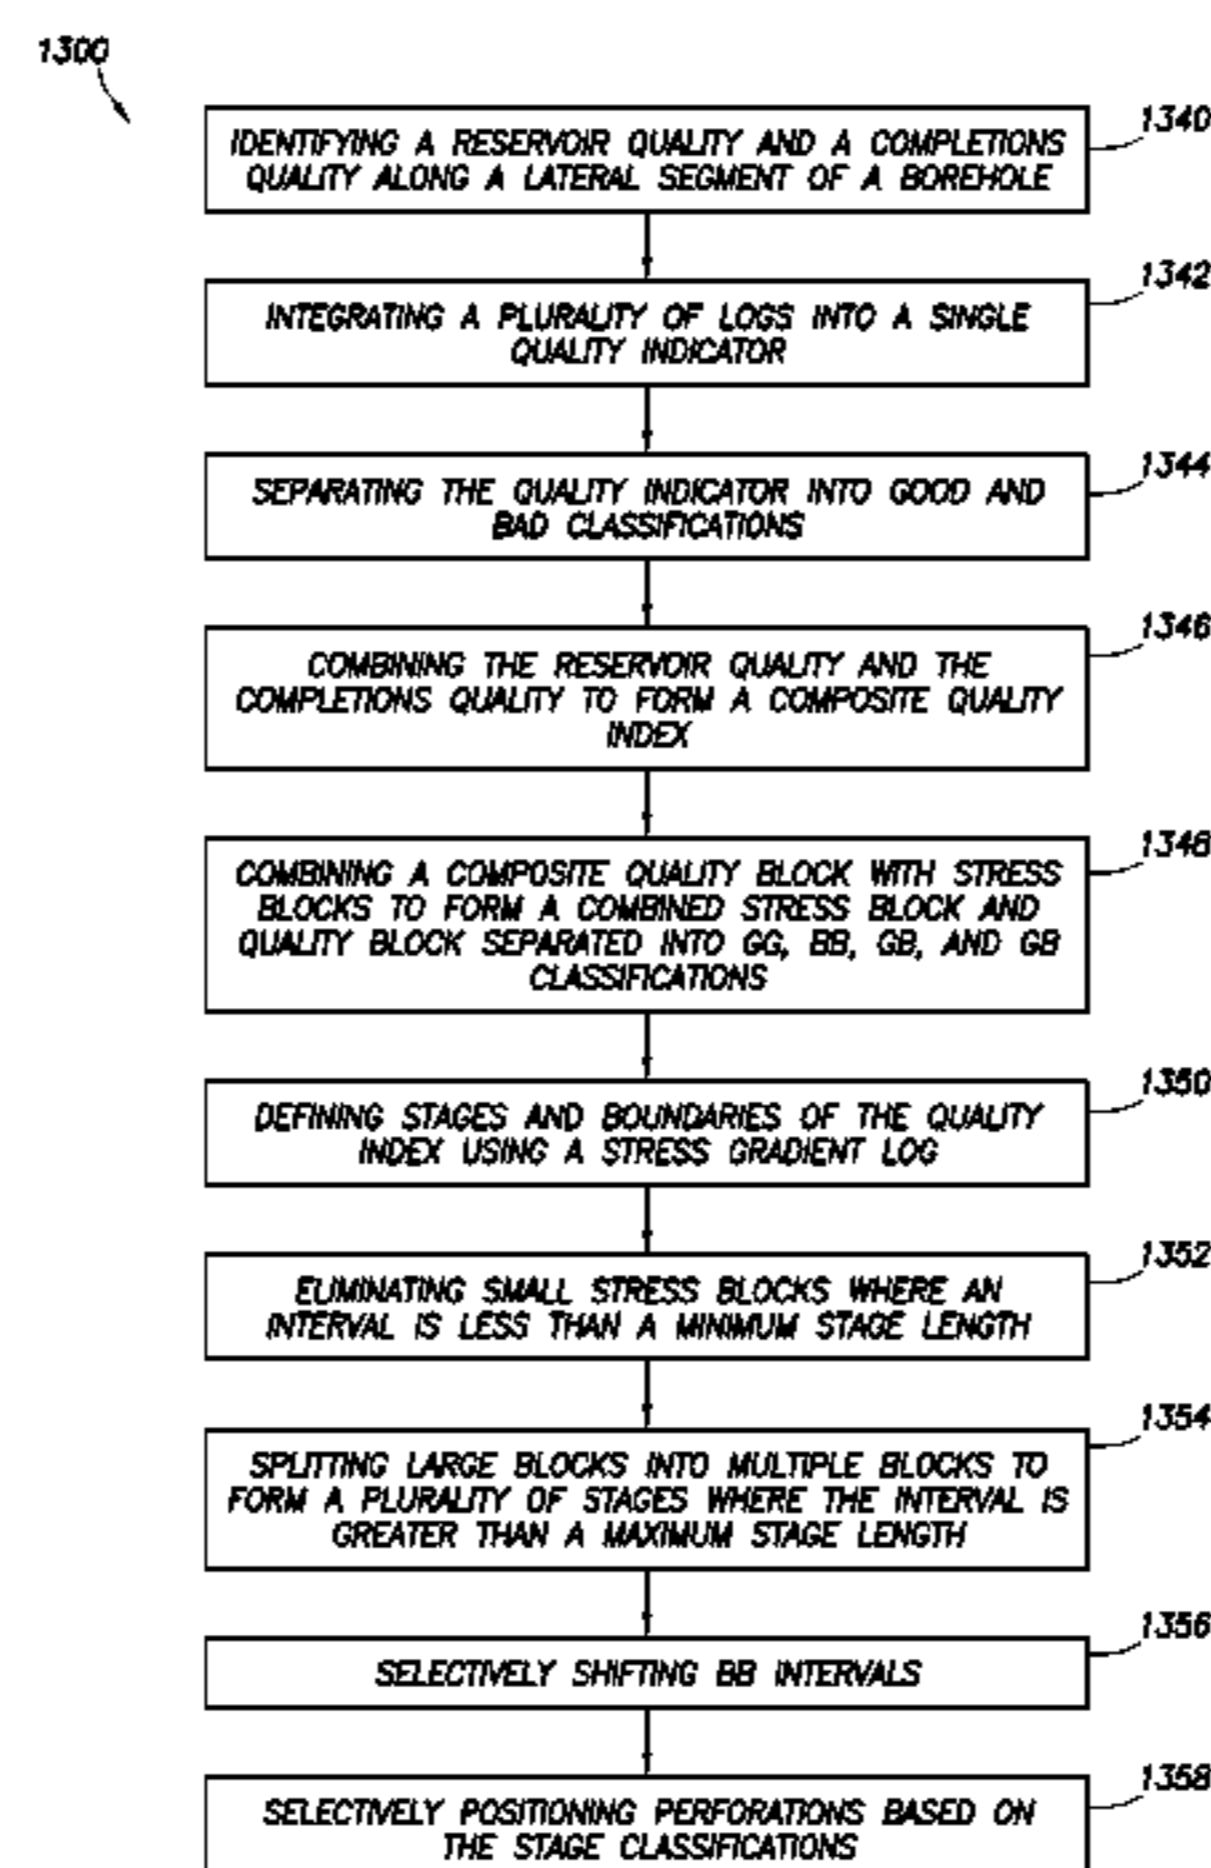 1300
IDENTIFYING A RESERVOIR QUALITY AND A COMPLETIONS
QUALITY ALONG A LATERAL SEGMENT OF A BOREHOLE
1340
INTEGRATING A PLURALITY OF LOGS INTO A SINGLE
QUALITY INDICATOR
1342
SEPARATING THE QUALITY INDICATOR INTO GOOD AND
BAD CLASSIFICATIONS
1344
COMBINING THE RESERVOIR QUALITY AND THE
COMPLETIONS QUALITY TO FORM A COMPOSITE QUALITY
INDEX
1346
COMBINING A COMPOSITE QUALITY BLOCK WITH STRESS
BLOCKS TO FORM A COMBINED STRESS BLOCK AND
QUALITY BLOCK SEPARATED INTO GG, BB, GB, AND GB
CLASSIFICATIONS
1348
DEFINING STAGES AND BOUNDARIES OF THE QUALITY
INDEX USING A STRESS GRADIENT LOG
1350
ELIMINATING SMALL STRESS BLOCKS WHERE AN
INTERVAL IS LESS THAN A MINIMUM STAGE LENGTH
1352
SPLITTING LARGE BLOCKS INTO MULTIPLE BLOCKS TO
FORM A PLURALITY OF STAGES WHERE THE INTERVAL IS
GREATER THAN A MAXIMUM STAGE LENGTH
1354
SELECTIVELY SHIFTING BB INTERVALS
1356
SELECTIVELY POSITIONING PERFORATIONS BASED ON
THE STAGE CLASSIFICATIONS
1358